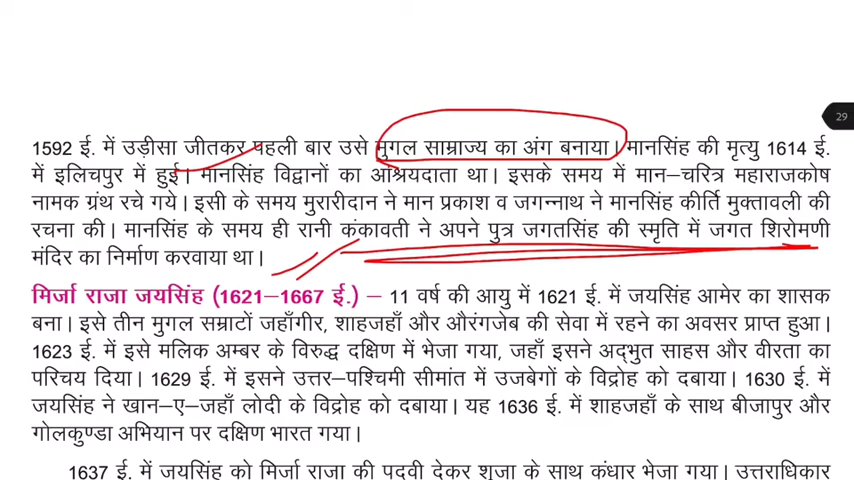 29
1592 ई. में उड़ीसा जीतकर पहली बार उसे मुगल साम्राज्य का अंग बनाया। मानसिंह की मृत्यु 1614 ई.
में इलिचपुर में हुई। मानसिंह विद्वानों का आश्रयदाता था। इसके समय में मान–चरित्र महाराजकोष
नामक ग्रंथ रचे गये। इसी के समय मुरारीदान ने मान प्रकाश व जगन्नाथ ने मानसिंह कीर्ति मुक्तावली की
रचना की। मानसिंह के समय ही रानी कंकावती ने अपने पुत्र जगतसिंह की स्मृति में जगत शिरोमणी
मंदिर का निर्माण करवाया था।
मिर्जा राजा जयसिंह (1621–1667 ई.) – 11 वर्ष की आयु में 1621 ई. में जयसिंह आमेर का शासक
बना। इसे तीन मुगल सम्राटों जहाँगीर, शाहजहाँ और औरंगजेब की सेवा में रहने का अवसर प्राप्त हुआ।
1623 ई. में इसे मलिक अम्बर के विरुद्ध दक्षिण में भेजा गया, जहाँ इसने अद्भुत साहस और वीरता का
परिचय दिया। 1629 ई. में इसने उत्तर–पश्चिमी सीमांत में उजबेगों के विद्रोह को दबाया। 1630 ई. में
जयसिंह ने खान–ए–जहाँ लोदी के विद्रोह को दबाया। यह 1636 ई. में शाहजहाँ के साथ बीजापुर और
गोलकुण्डा अभियान पर दक्षिण भारत गया।
1637 ई. में जयसिंह को मिर्जा राजा की पदवी देकर शुजा के साथ कंधार भेजा गया। उत्तराधिकार